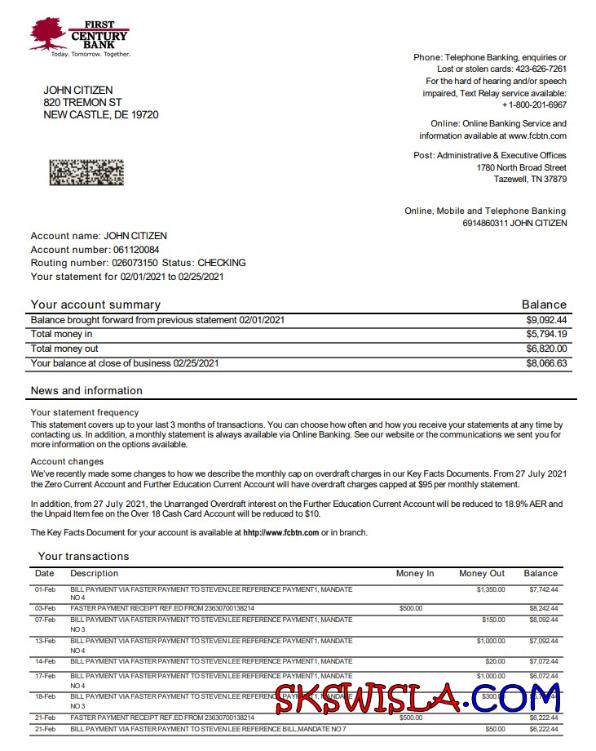 FIRST
CENTURY
BANK
Today. Tomorrow. Together.
Phone: Telephone Banking, enquiries or
Lost or stolen cards: 423-626-7261
For the hard of hearing and/or speech
impaired, Text Relay service available:
+ 1-800-201-6967
Online: Online Banking Service and
information available at www.fcbtn.com
Post: Administrative & Executive Offices
1780 North Broad Street
Tazewell, TN 37879
Online, Mobile and Telephone Banking
6914860311 JOHN CITIZEN
JOHN CITIZEN
820 TREMON ST
NEW CASTLE, DE 19720
Account name: JOHN CITIZEN
Account number: 061120084
Routing number: 026073150 Status: CHECKING
Your statement for 02/01/2021 to 02/25/2021
Your account summary Balance
Balance brought forward from previous statement 02/01/2021 $9,092.44
Total money in $5,794.19
Total money out $6,820.00
Your balance at close of business 02/25/2021 $8,066.63
News and information
Your statement frequency
This statement covers up to your last 3 months of transactions. You can choose how often and how you receive your statements at any time by
contacting us. In addition, a monthly statement is always available via Online Banking. See our website or the communications we sent you for
more information on the options available.
Account changes
We've recently made some changes to how we describe the monthly cap on overdraft charges in our Key Facts Documents. From 27 July 2021
the Zero Current Account and Further Education Current Account will have overdraft charges capped at $95 per monthly statement.
In addition, from 27 July 2021, the Unarranged Overdraft interest on the Further Education Current Account will be reduced to 18.9% AER and
the Unpaid Item fee on the Over 18 Cash Card Account will be reduced to $10.
The Key Facts Document for your account is available at hhtp://www.fcbtn.com or in branch.
Your transactions
Date Description Money In Money Out Balance
01-Feb BILL PAYMENT VIA FASTER PAYMENT TO STEVEN LEE REFERENCE PAYMENT1, MANDATE $1,350.00 $7,742.44
NO 4
03-Feb FASTER PAYMENT RECEIPT REF.ED FROM 23630700138214 $500.00 $8,242.44
07-Feb BILL PAYMENT VIA FASTER PAYMENT TO STEVEN LEE REFERENCE PAYMENT1, MANDATE $150.00 $8,092.44
NO 3
13-Feb BILL PAYMENT VIA FASTER PAYMENT TO STEVEN LEE REFERENCE PAYMENT1, MANDATE $1,000.00 $7,092.44
NO 4
14-Feb BILL PAYMENT VIA FASTER PAYMENT TO STEVEN LEE REFERENCE PAYMENT1, MANDATE $20.00 $7,072.44
17-Feb BILL PAYMENT VIA FASTER PAYMENT TO STEVEN LEE REFERENCE PAYMENT1, MANDATE $1,000.00 $6,072.44
NO 4
18-Feb BILL PAYMENT VIA FASTER PAYMENT TO STEVEN LEE REFERENCE PAYMENT1, MANDATE
NO 3
SKSWISLA.COM
21-Feb FASTER PAYMENT RECEIPT REF.ED FROM 23630700138214 $500.00 $6,222.44
21-Feb BILL PAYMENT VIA FASTER PAYMENT TO STEVEN LEE REFERENCE BILL,MANDATE NO 7 $50.00 $6,222.44